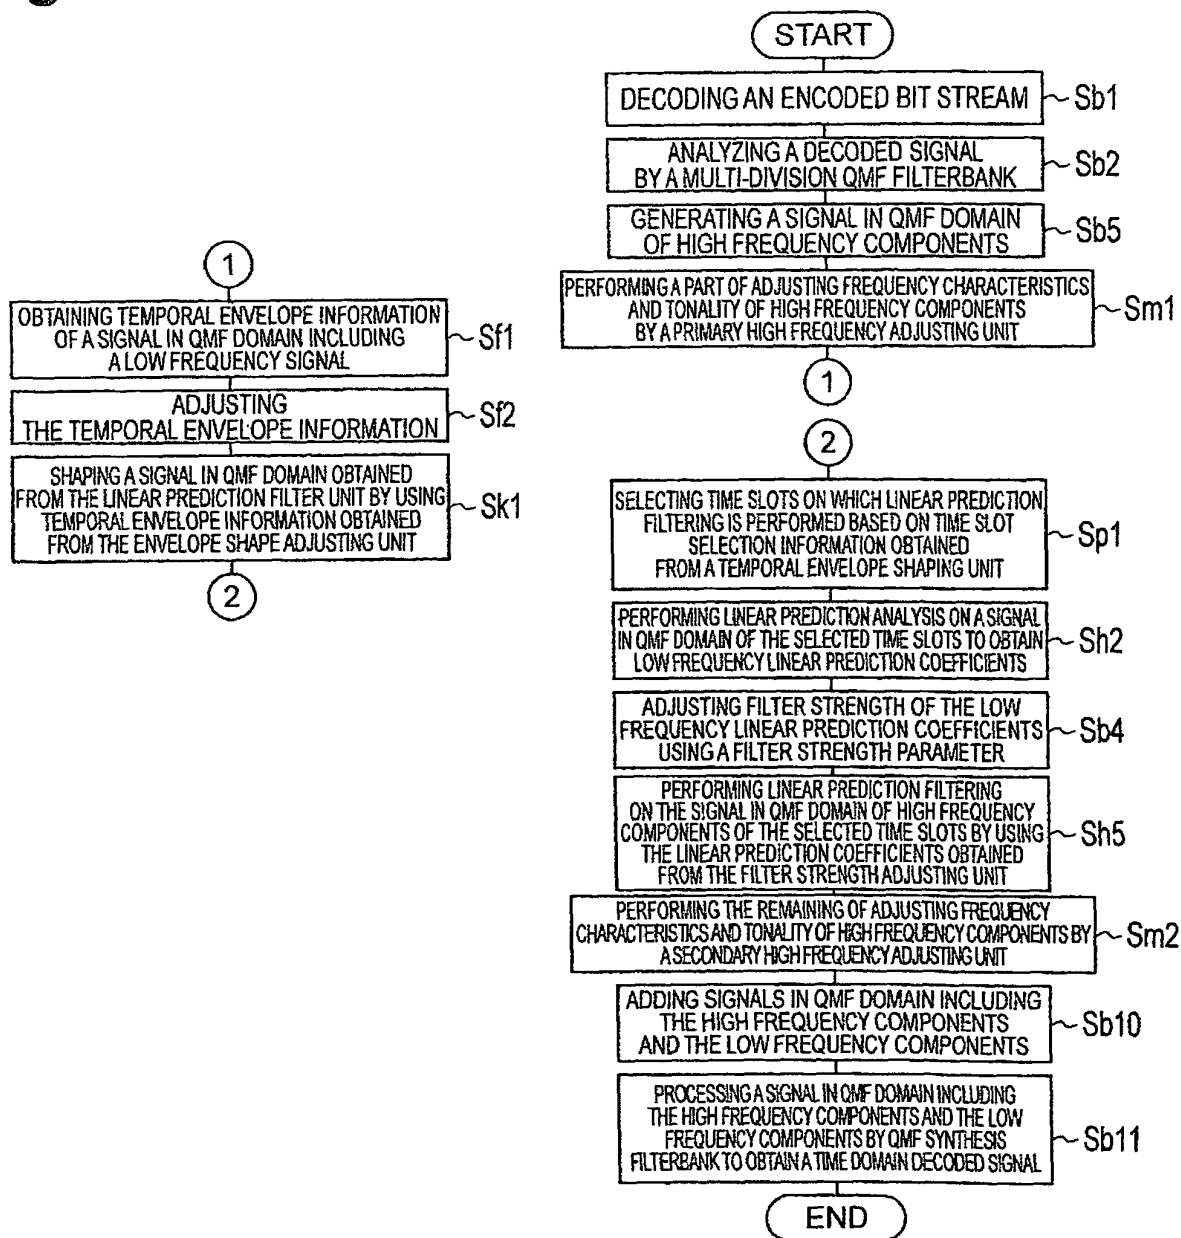 START
DECODING AN ENCODED BIT STREAM
Sb1
ANALYZING A DECODED SIGNAL
BY A MULTI-DIVISION QMF FILTERBANK
Sb2
GENERATING A SIGNAL IN QMF DOMAIN
OF HIGH FREQUENCY COMPONENTS
Sb5
PERFORMING A PART OF ADJUSTING FREQUENCY CHARACTERISTICS
AND TONALITY OF HIGH FREQUENCY COMPONENTS
BY A PRIMARY HIGH FREQUENCY ADJUSTING UNIT
Sm1
1
1
OBTAINING TEMPORAL ENVELOPE INFORMATION
OF A SIGNAL IN QMF DOMAIN INCLUDING
A LOW FREQUENCY SIGNAL
Sf1
ADJUSTING
THE TEMPORAL ENVELOPE INFORMATION
Sf2
SHAPING A SIGNAL IN QMF DOMAIN OBTAINED
FROM THE LINEAR PREDICTION FILTER UNIT BY USING
TEMPORAL ENVELOPE INFORMATION OBTAINED
FROM THE ENVELOPE SHAPE ADJUSTING UNIT
Sk1
2
2
SELECTING TIME SLOTS ON WHICH LINEAR PREDICTION
FILTERING IS PERFORMED BASED ON TIME SLOT
SELECTION INFORMATION OBTAINED
FROM A TEMPORAL ENVELOPE SHAPING UNIT
Sp1
PERFORMING LINEAR PREDICTION ANALYSIS ON A SIGNAL
IN QMF DOMAIN OF THE SELECTED TIME SLOTS TO OBTAIN
LOW FREQUENCY LINEAR PREDICTION COEFFICIENTS
Sh2
ADJUSTING FILTER STRENGTH OF THE LOW
FREQUENCY LINEAR PREDICTION COEFFICIENTS
USING A FILTER STRENGTH PARAMETER
Sb4
PERFORMING LINEAR PREDICTION FILTERING
ON THE SIGNAL IN QMF DOMAIN OF HIGH FREQUENCY
COMPONENTS OF THE SELECTED TIME SLOTS BY USING
THE LINEAR PREDICTION COEFFICIENTS OBTAINED
FROM THE FILTER STRENGTH ADJUSTING UNIT
Sh5
PERFORMING THE REMAINING OF ADJUSTING FREQUENCY
CHARACTERISTICS AND TONALITY OF HIGH FREQUENCY COMPONENTS BY
A SECONDARY HIGH FREQUENCY ADJUSTING UNIT
Sm2
ADDING SIGNALS IN QMF DOMAIN INCLUDING
THE HIGH FREQUENCY COMPONENTS
AND THE LOW FREQUENCY COMPONENTS
Sb10
PROCESSING A SIGNAL IN QMF DOMAIN INCLUDING
THE HIGH FREQUENCY COMPONENTS AND THE LOW
FREQUENCY COMPONENTS BY QMF SYNTHESIS
FILTERBANK TO OBTAIN A TIME DOMAIN DECODED SIGNAL
Sb11
END